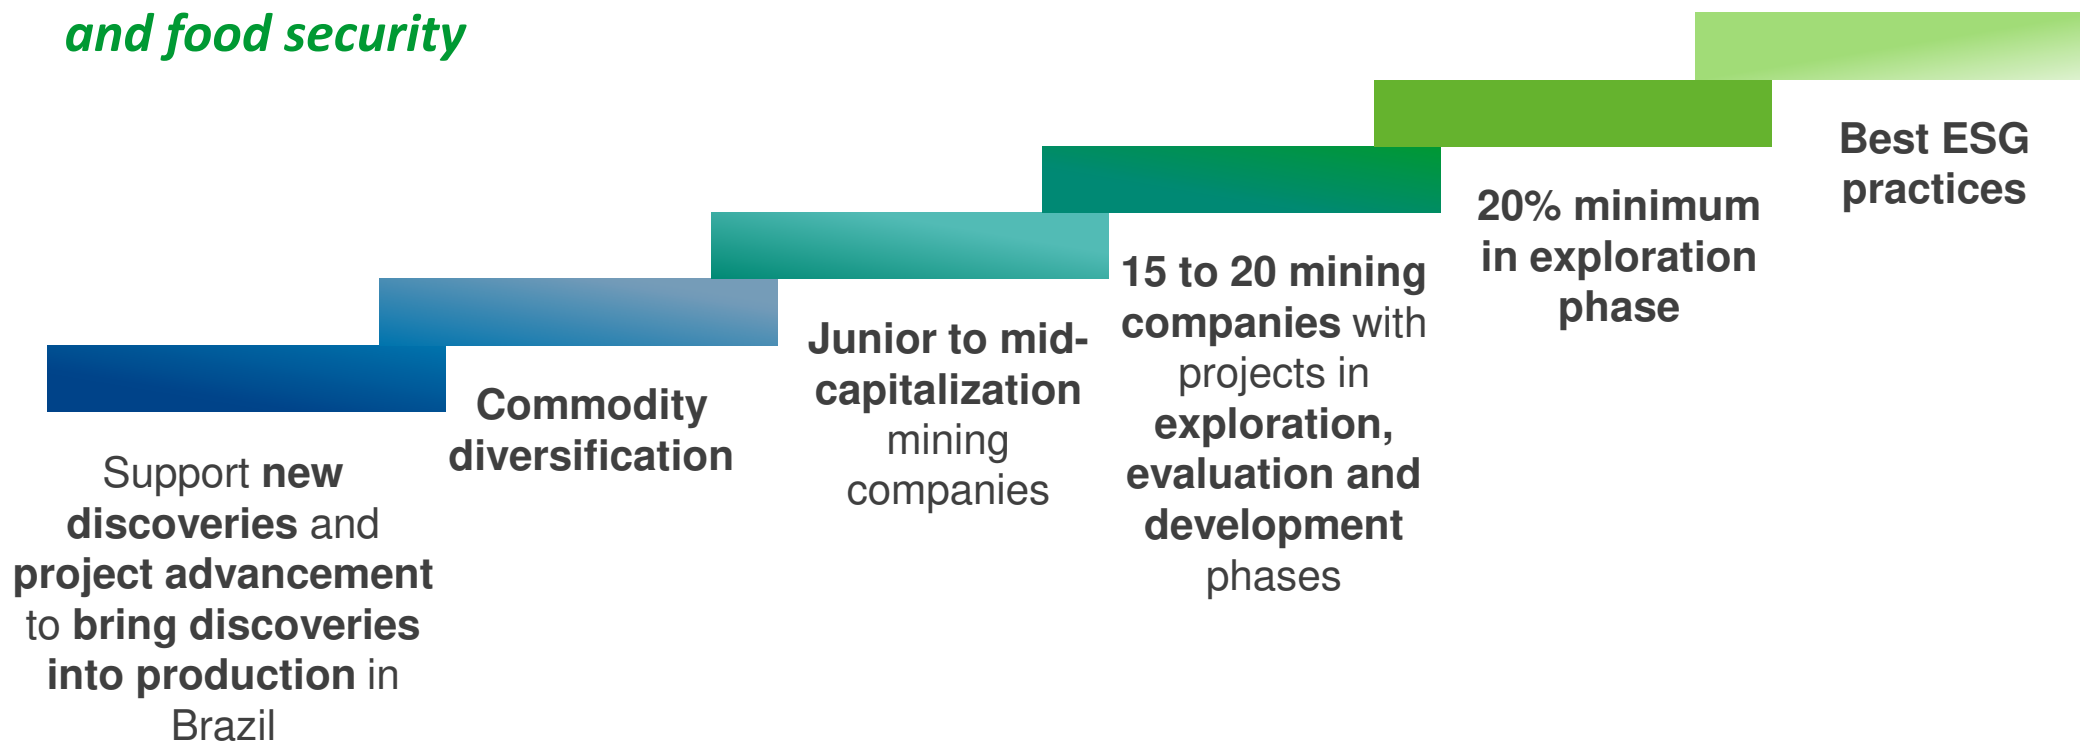 and food security
Support new
discoveries and
project advancement
to bring discoveries
into production in
Brazil
Commodity
diversification
Junior to mid-
capitalization
mining
companies
15 to 20 mining
companies with
projects in
exploration,
evaluation and
development
phases
20% minimum
in exploration
phase
Best ESG
practices